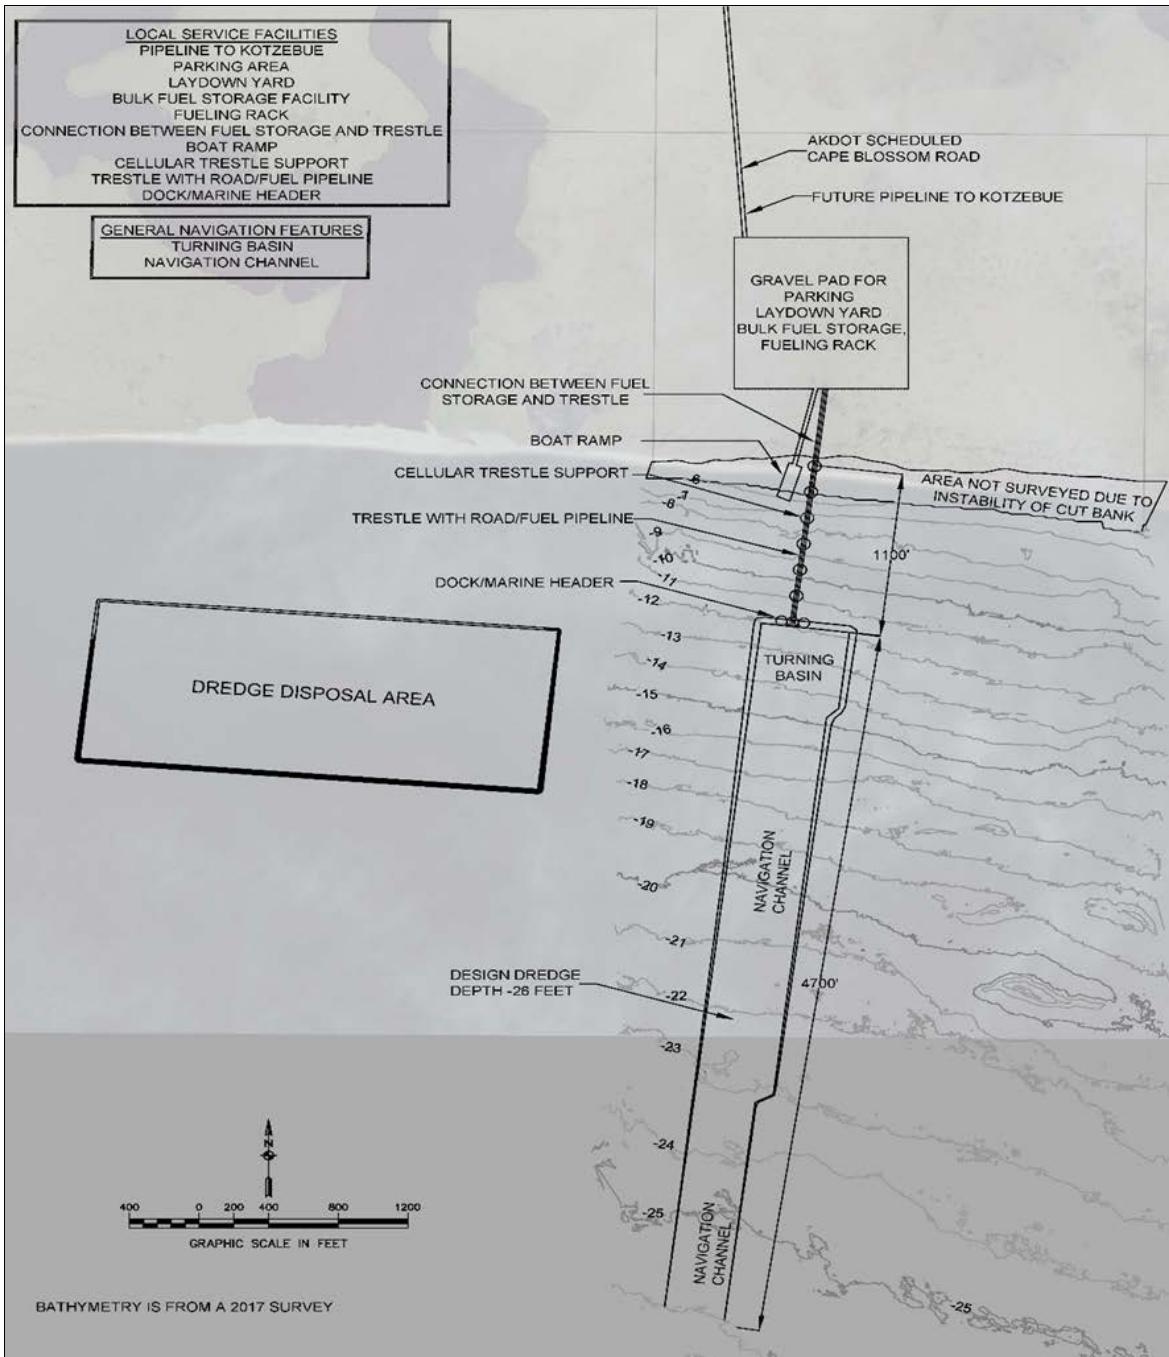 LOCAL SERVICE FACILITIES
PIPELINE TO KOTZEBUE
PARKING AREA
LAYDOWN YARD
BULK FUEL STORAGE FACILITY
FUELING RACK
CONNECTION BETWEEN FUEL STORAGE AND TRESTLE
BOAT RAMP
CELLULAR TRESTLE SUPPORT
TRESTLE WITH ROAD/FUEL PIPELINE
DOCK/MARINE HEADER
GENERAL NAVIGATION FEATURES
TURNING BASIN
NAVIGATION CHANNEL
AKDOT SCHEDULED
CAPE BLOSSOM ROAD
FUTURE PIPELINE TO KOTZEBUE
GRAVEL PAD FOR
PARKING
LAYDOWN YARD
BULK FUEL STORAGE,
FUELING RACK
CONNECTION BETWEEN FUEL
STORAGE AND TRESTLE
BOAT RAMP
CELLULAR TRESTLE SUPPORT
AREA NOT SURVEYED DUE TO
INSTABILITY OF CUT BANK
TRESTLE WITH ROAD/FUEL PIPELINE
1100'
DOCK/MARINE HEADER
-6
-7
-8
-9
-10
-11
-12
-13
-14
-15
-16
-17
-18
-19
-20
-21
-22
-23
-24
-25
TURNING
BASIN
DREDGE DISPOSAL AREA
NAVIGATION
CHANNEL
DESIGN DREDGE
DEPTH -26 FEET
4700'
NAVIGATION
CHANNEL
-25
N
400 0 200 400 800 1200
GRAPHIC SCALE IN FEET
BATHYMETRY IS FROM A 2017 SURVEY